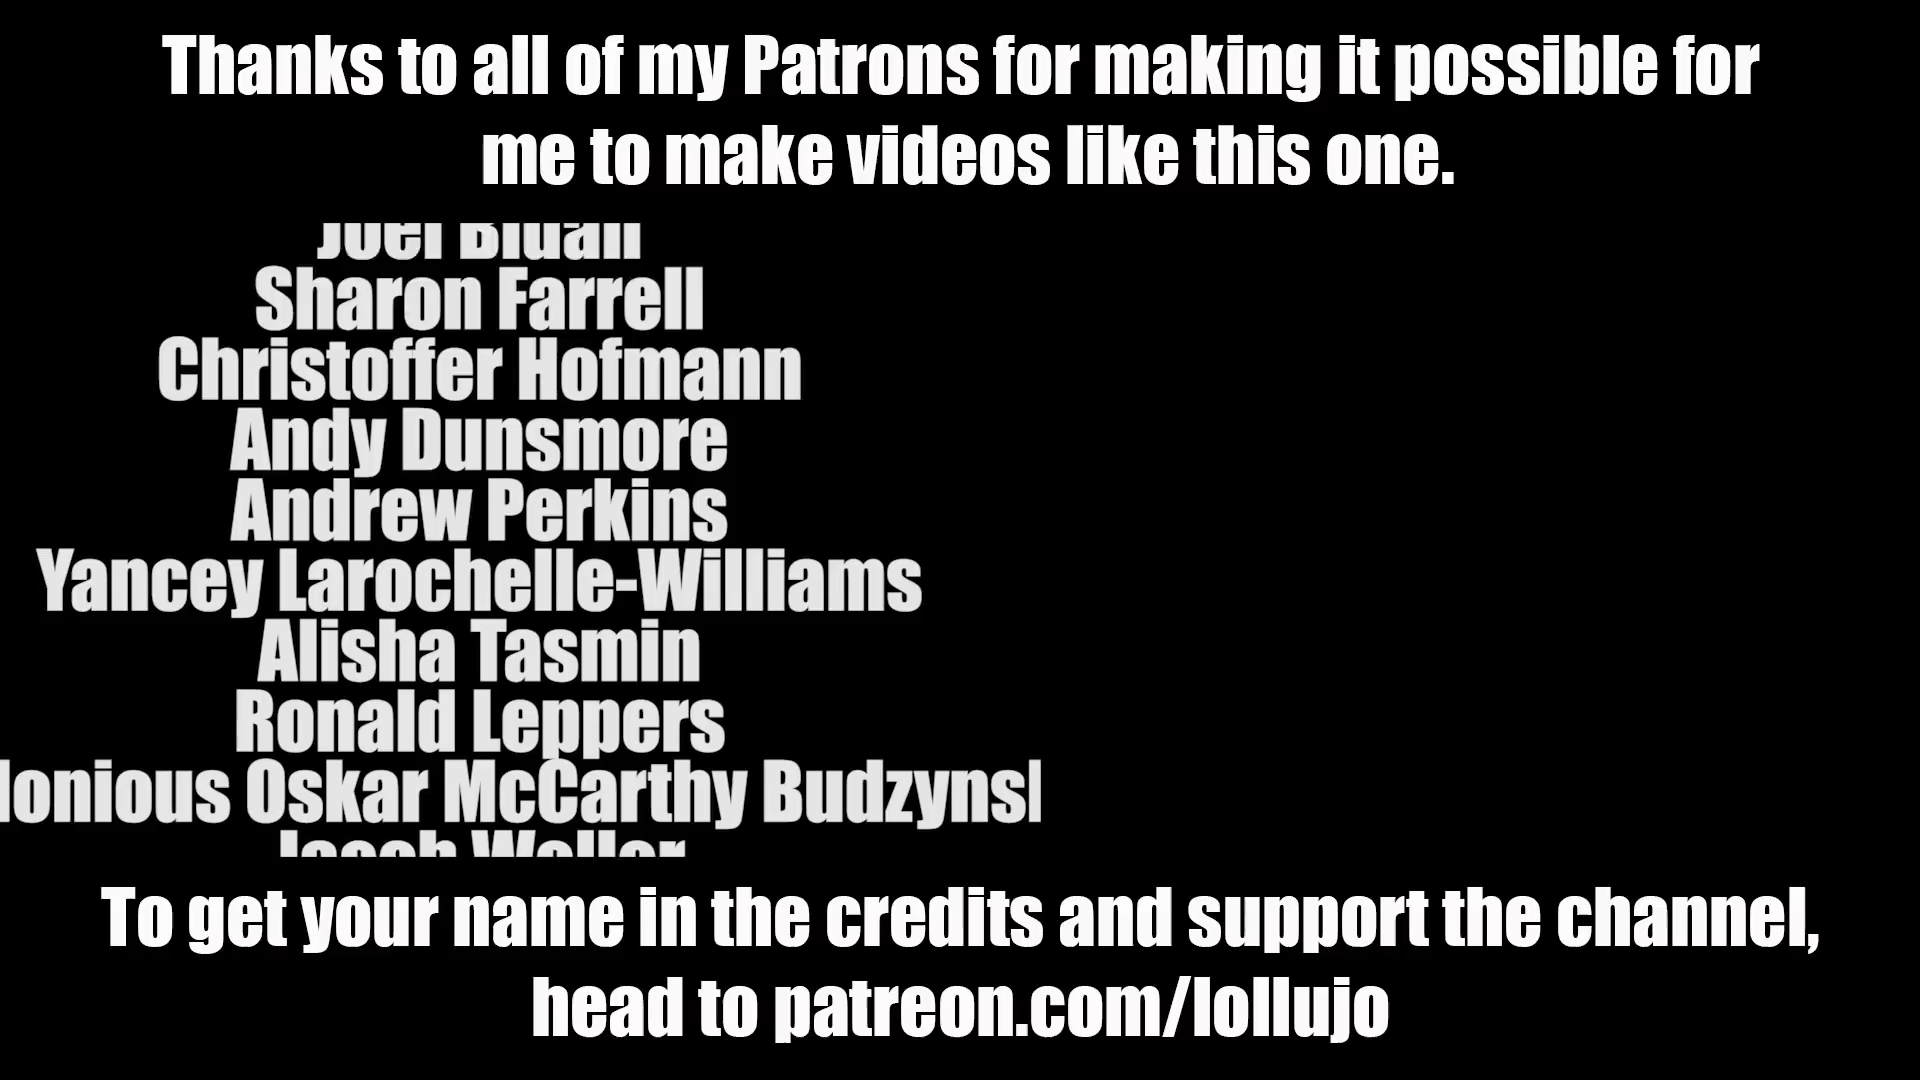 Thanks to all of my Patrons for making it possible for
me to make videos like this one.
Joel
Sharon Farrell
Christoffer Hofmann
Andy Dunsmore
Andrew Perkins
Yancey Larochelle-Williams
Alisha Tasmin
Ronald Leppers
Oskar McCarthy
To get your name in the credits and support the channel,
head to patreon.com/lollujo